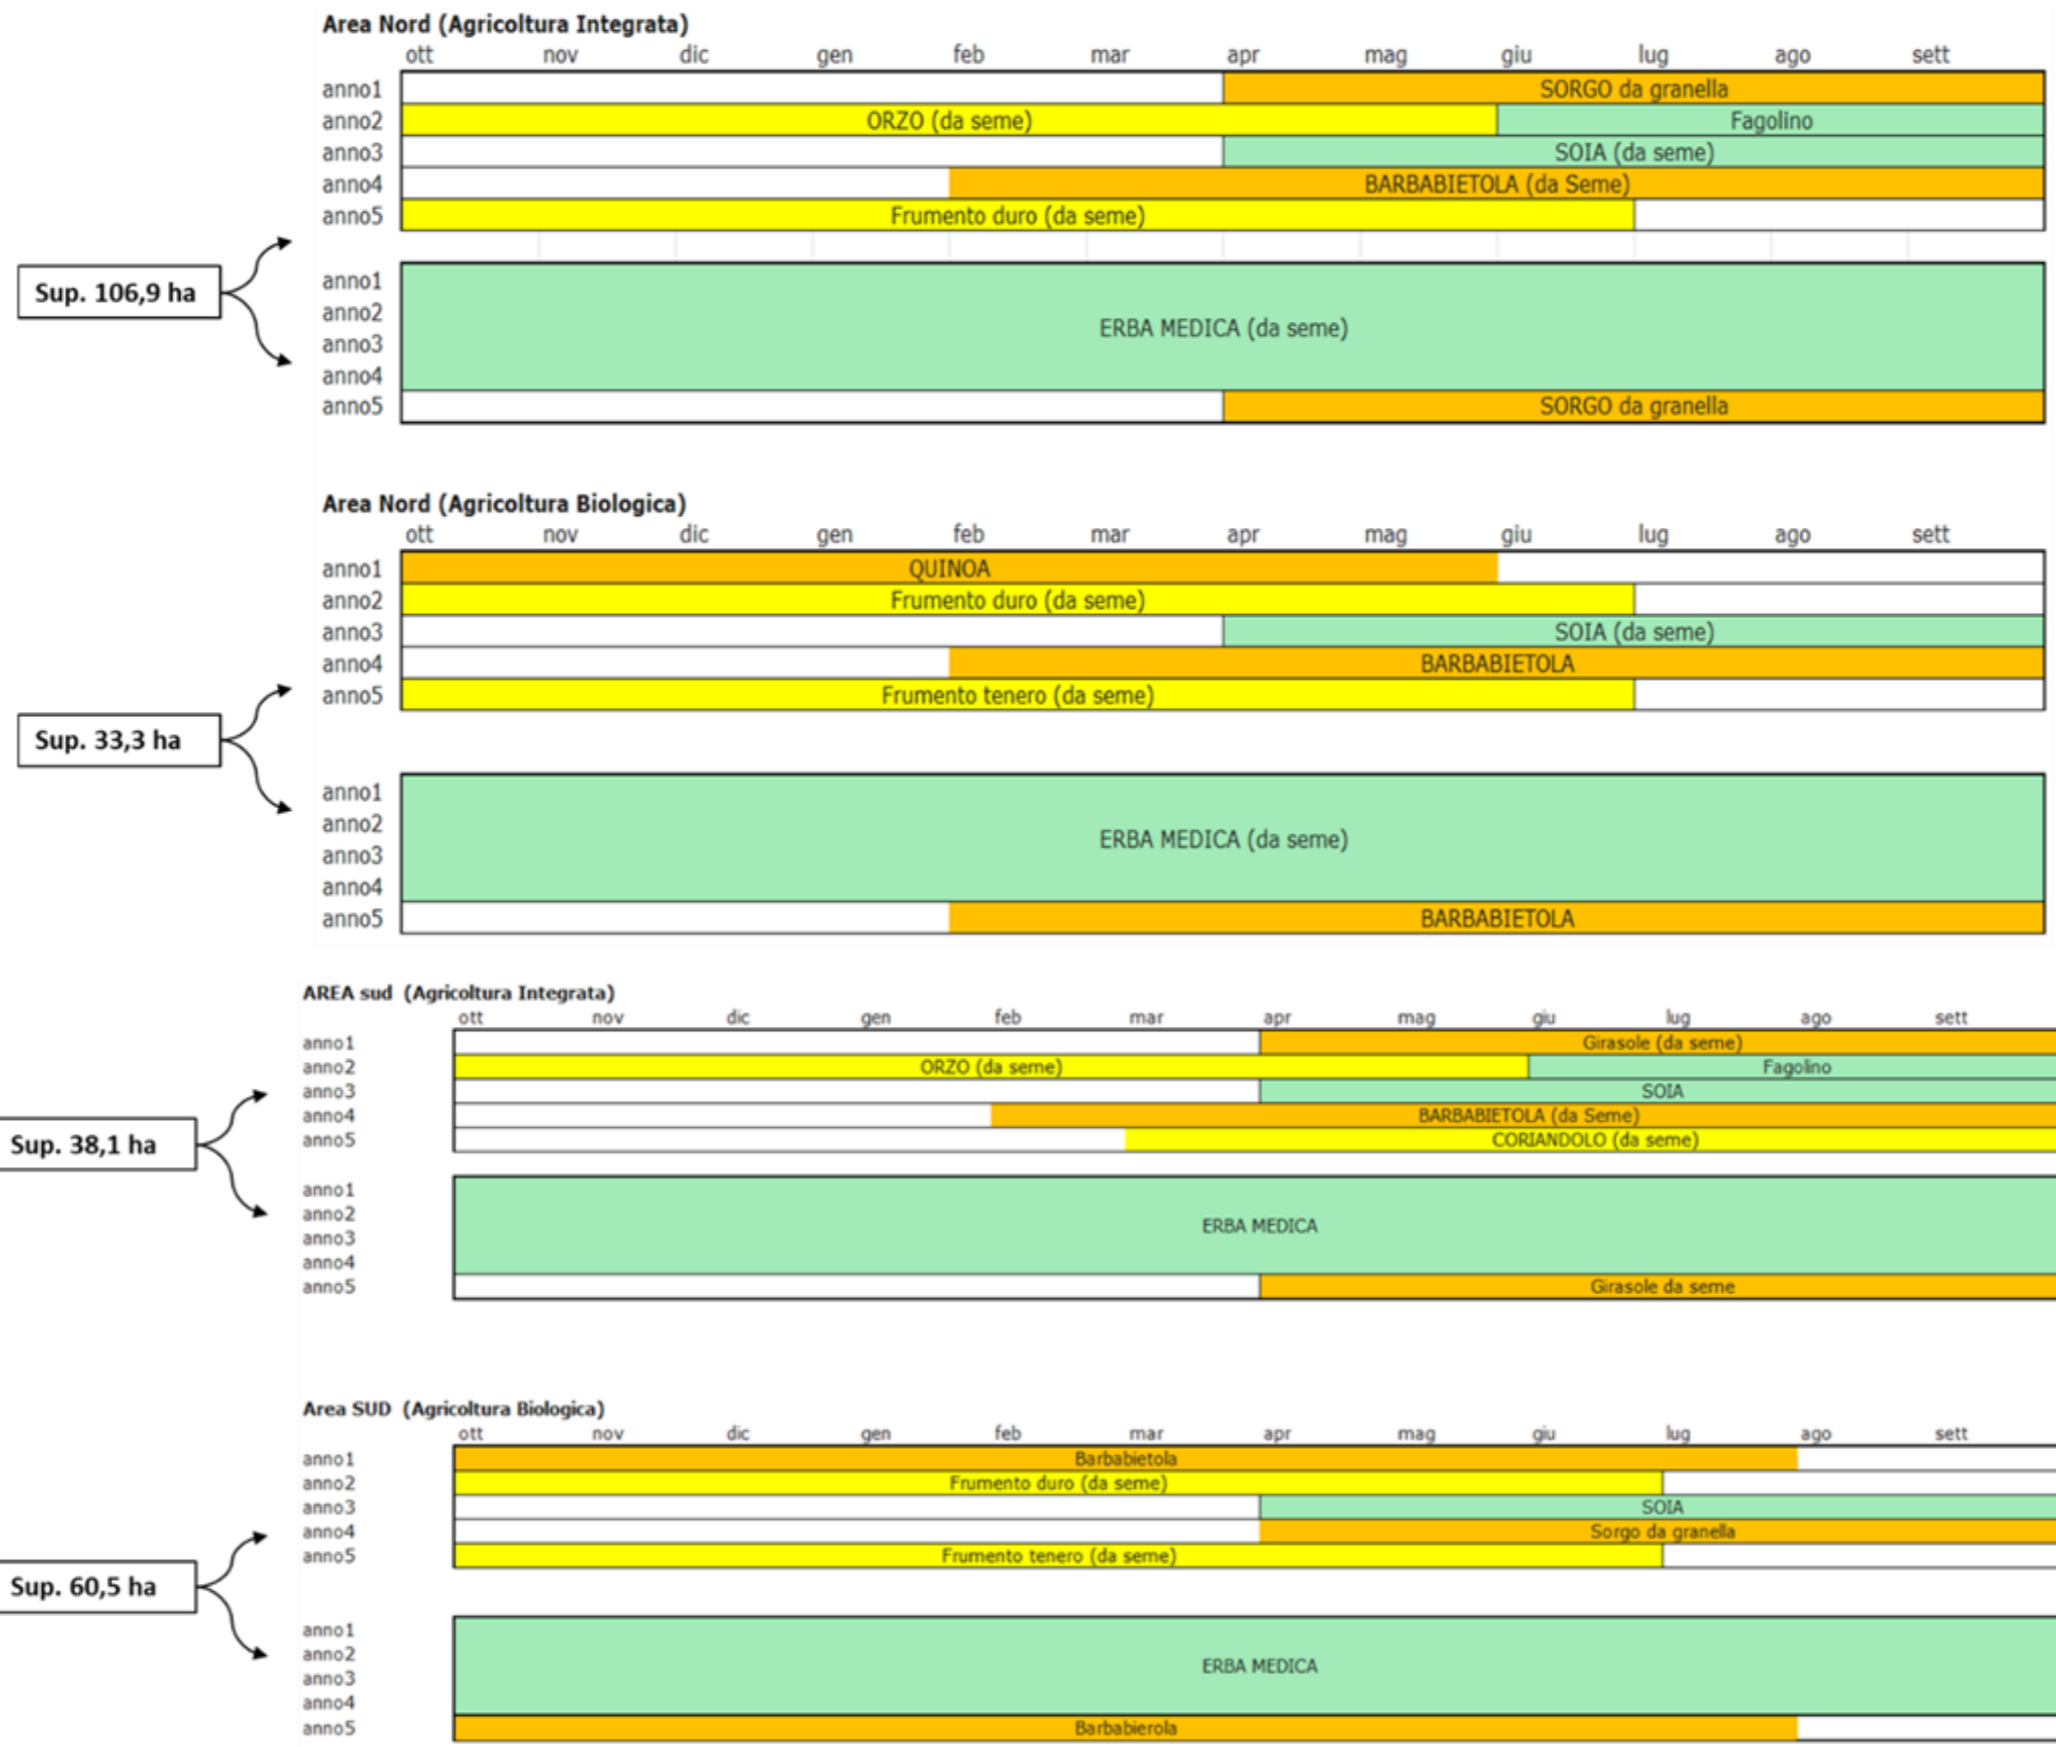 Area Nord (Agricoltura Integrata)
ott nov dic gen feb mar apr mag giu lug ago sett
anno1 SORGO da granella
anno2 ORZO (da seme) Fagolino
anno3 SOIA (da seme)
anno4 BARBABIETOLA (da Seme)
anno5 Frumento duro (da seme)
Sup. 106,9 ha
anno1
anno2
ERBA MEDICA (da seme)
anno3
anno4
anno5 SORGO da granella
Area Nord (Agricoltura Biologica)
ott nov dic gen feb mar apr mag giu lug ago sett
anno1 QUINOA
anno2 Frumento duro (da seme)
anno3 SOIA (da seme)
anno4 BARBABIETOLA
anno5 Frumento tenero (da seme)
Sup. 33,3 ha
anno1
anno2
ERBA MEDICA (da seme)
anno3
anno4
anno5 BARBABIETOLA
AREA sud (Agricoltura Integrata)
ott nov dic gen feb mar apr mag giu lug ago sett
anno1 Girasole (da seme)
anno2 ORZO (da seme) Fagolino
anno3 SOIA
anno4 BARBABIETOLA (da Seme)
anno5 CORIANDOLO (da seme)
Sup. 38,1 ha
anno1
anno2
ERBA MEDICA
anno3
anno4
anno5 Girasole da seme
Area SUD (Agricoltura Biologica)
ott nov dic gen feb mar apr mag giu lug ago sett
anno1 Barbabietola
anno2 Frumento duro (da seme)
anno3 SOIA
anno4 Sorgo da granella
anno5 Frumento tenero (da seme)
Sup. 60,5 ha
anno1
anno2
ERBA MEDICA
anno3
anno4
anno5 Barbabierola